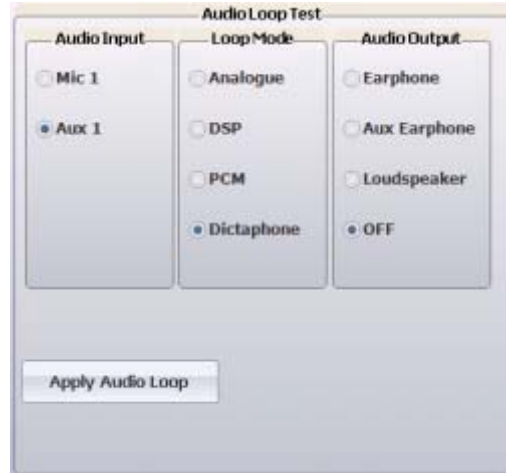 Audio Loop Test
Audio Input
Mic 1
Aux 1
Loop Mode
Analogue
DSP
PCM
Dictaphone
Audio Output
Earphone
Aux Earphone
Loudspeaker
OFF
Apply Audio Loop